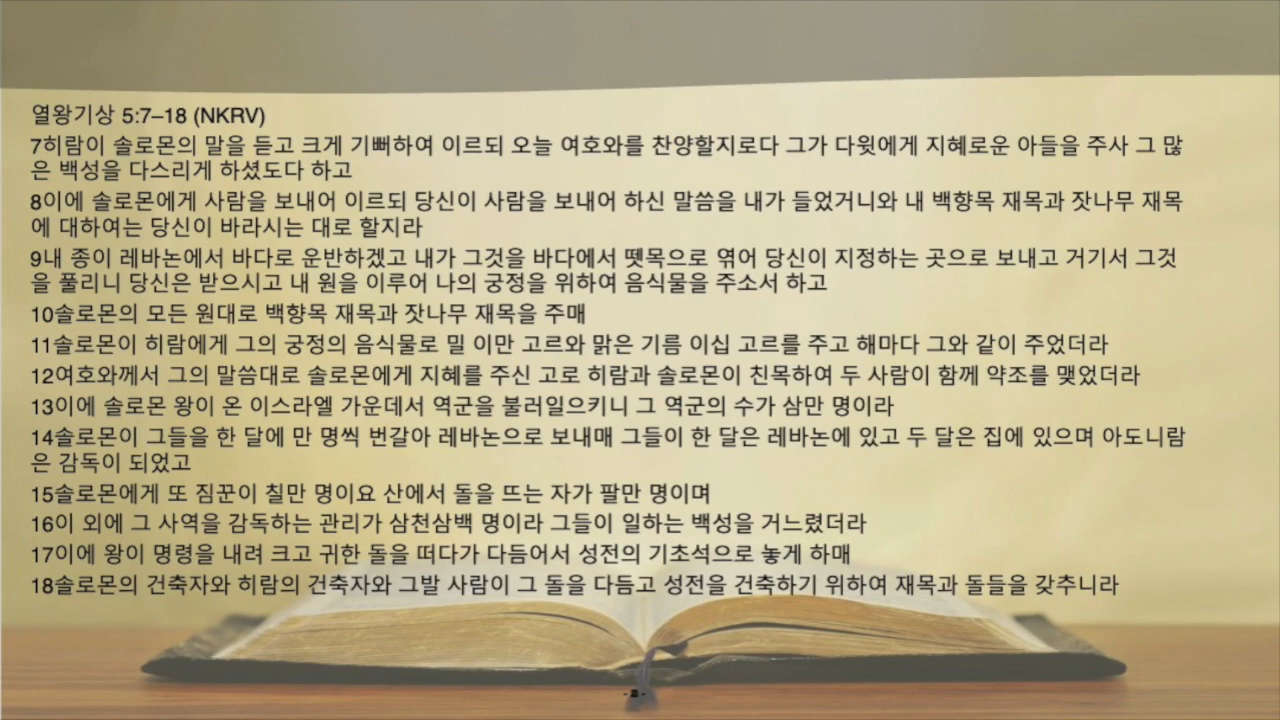 열왕기상 5:7–18 (NKRV)
7히람이 솔로몬의 말을 듣고 크게 기뻐하여 이르되 오늘 여호와를 찬양할지로다 그가 다윗에게 지혜로운 아들을 주사 그 많
은 백성을 다스리게 하셨도다 하고
8이에 솔로몬에게 사람을 보내어 이르되 당신이 사람을 보내어 하신 말씀을 내가 들었거니와 내 백향목 재목과 잣나무 재목
에 대하여는 당신이 바라시는 대로 할지라
9내 종이 레바논에서 바다로 운반하겠고 내가 그것을 바다에서 뗏목으로 엮어 당신이 지정하는 곳으로 보내고 거기서 그것
을 풀리니 당신은 받으시고 내 원을 이루어 나의 궁정을 위하여 음식물을 주소서 하고
10솔로몬의 모든 원대로 백향목 재목과 잣나무 재목을 주매
11솔로몬이 히람에게 그의 궁정의 음식물로 밀 이만 고르와 맑은 기름 이십 고르를 주고 해마다 그와 같이 주었더라
12여호와께서 그의 말씀대로 솔로몬에게 지혜를 주신 고로 히람과 솔로몬이 친목하여 두 사람이 함께 약조를 맺었더라
13이에 솔로몬 왕이 온 이스라엘 가운데서 역군을 불러일으키니 그 역군의 수가 삼만 명이라
14솔로몬이 그들을 한 달에 만 명씩 번갈아 레바논으로 보내매 그들이 한 달은 레바논에 있고 두 달은 집에 있으며 아도니람
은 감독이 되었고
15솔로몬에게 또 짐꾼이 칠만 명이요 산에서 돌을 뜨는 자가 팔만 명이며
16이 외에 그 사역을 감독하는 관리가 삼천삼백 명이라 그들이 일하는 백성을 거느렸더라
17이에 왕이 명령을 내려 크고 귀한 돌을 떠다가 다듬어서 성전의 기초석으로 놓게 하매
18솔로몬의 건축자와 히람의 건축자와 그발 사람이 그 돌을 다듬고 성전을 건축하기 위하여 재목과 돌들을 갖추니라
- 2 -